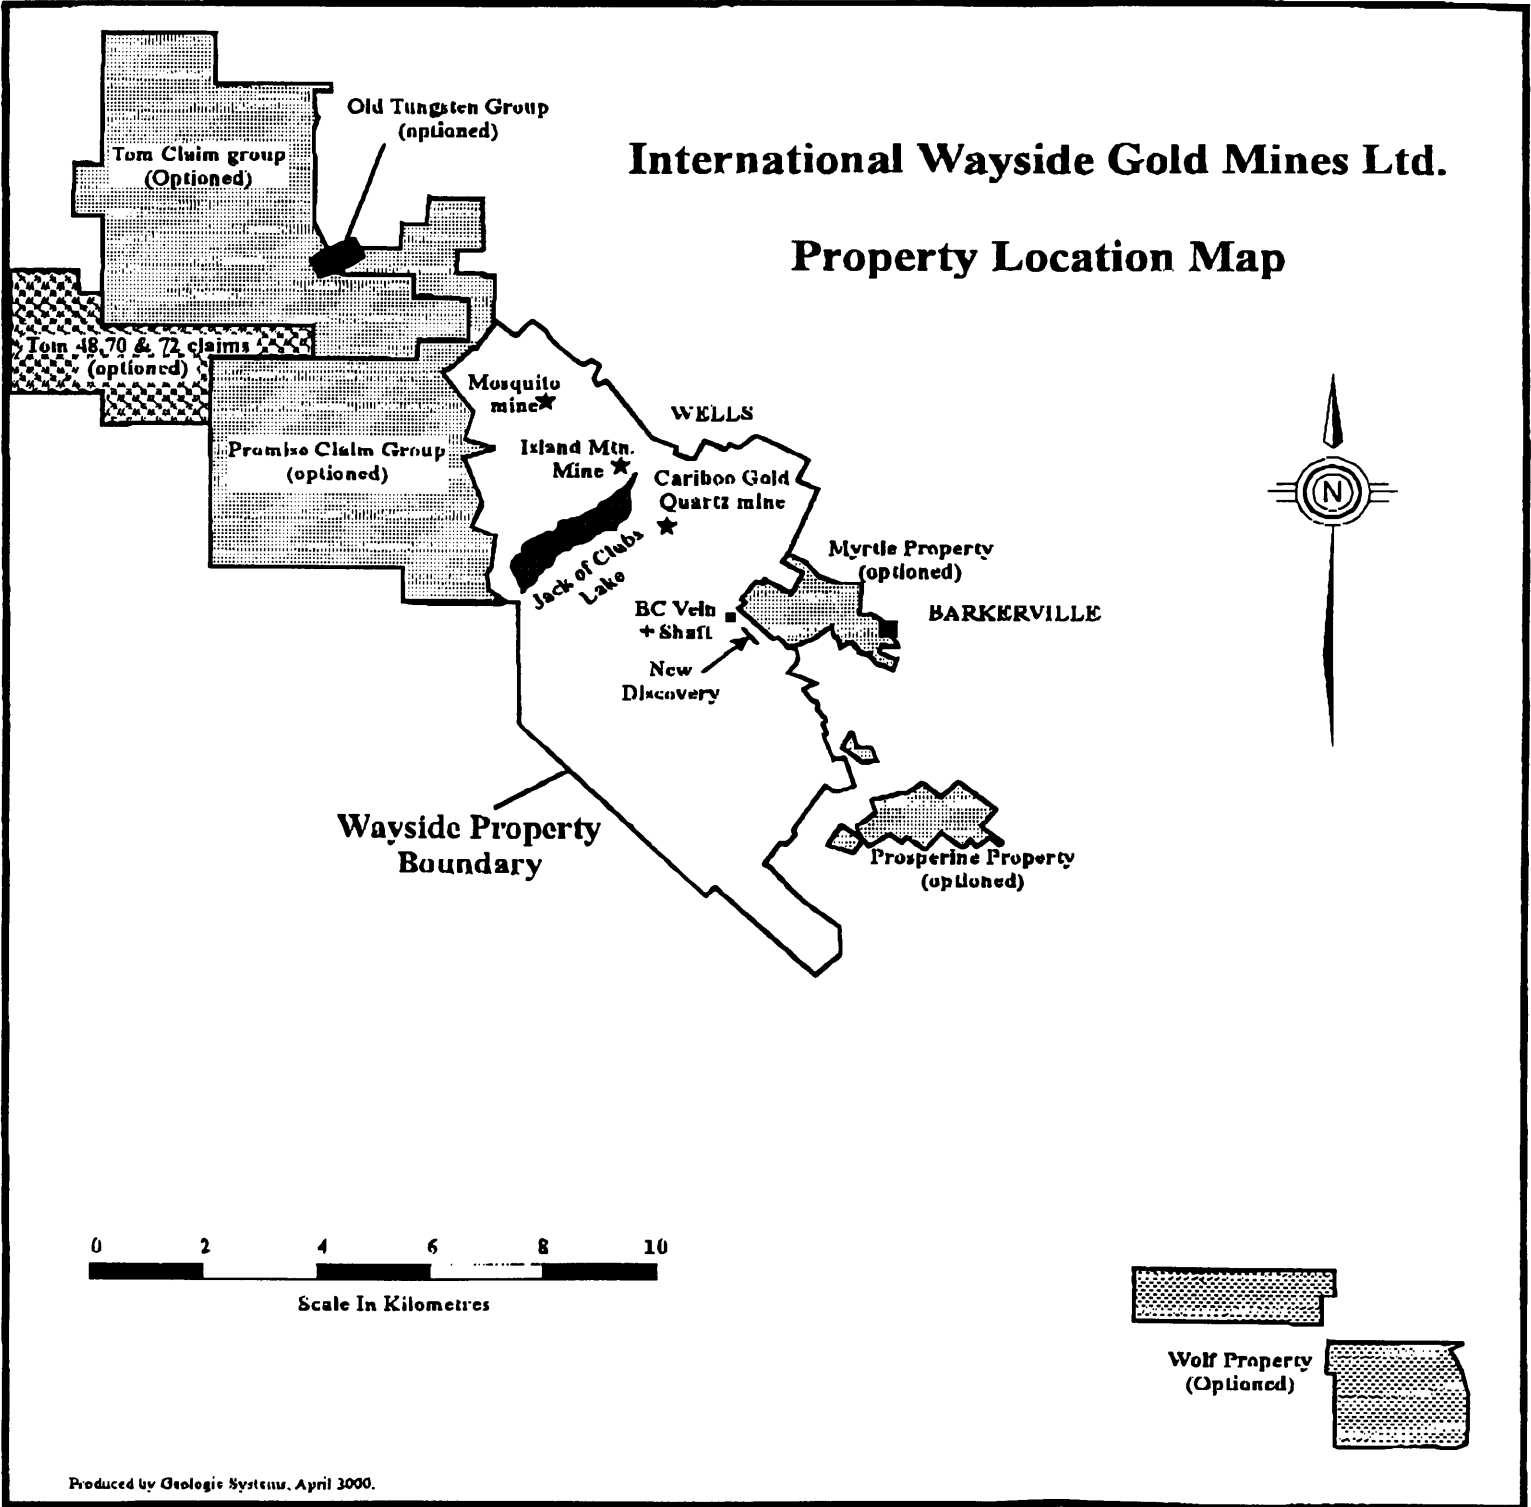 Old Tungsten Group
(optioned)
International Wayside Gold Mines Ltd.
Property Location Map
Tom Claim group
(Optioned)
Tom 48,70 & 72 claims
(optioned)
Promise Claim Group
(optioned)
Mosquito
mine
WELLS
Island Mtn.
Mine
Cariboo Gold
Quartz mine
Jack of Clubs
Lake
N
Myrtle Property
(optioned)
BARKERVILLE
BC Vein
+ Shaft
New
Discovery
Wayside Property
Boundary
Prosperine Property
(optioned)
0 2 4 6 8 10
Scale In Kilometres
Wolf Property
(Optioned)
Produced by Geologic Systems, April 2000.